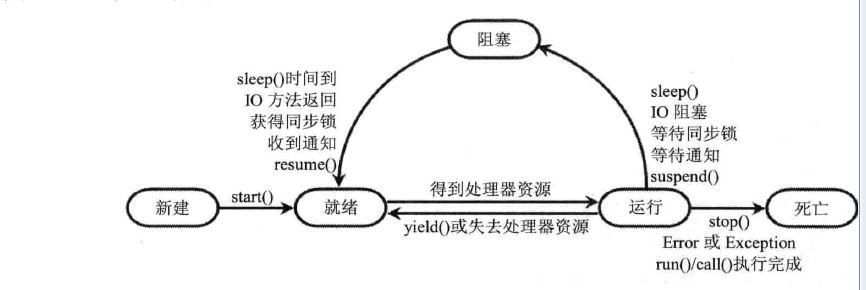 阻塞
sleep()时间到
IO 方法返回
获得同步锁
收到通知
resume()
sleep()
IO 阻塞
等待同步锁
等待通知
suspend()
新建
start()
就绪
得到处理器资源
yield()或失去处理器资源
运行
stop()
Error 或 Exception
run()/call()执行完成
死亡